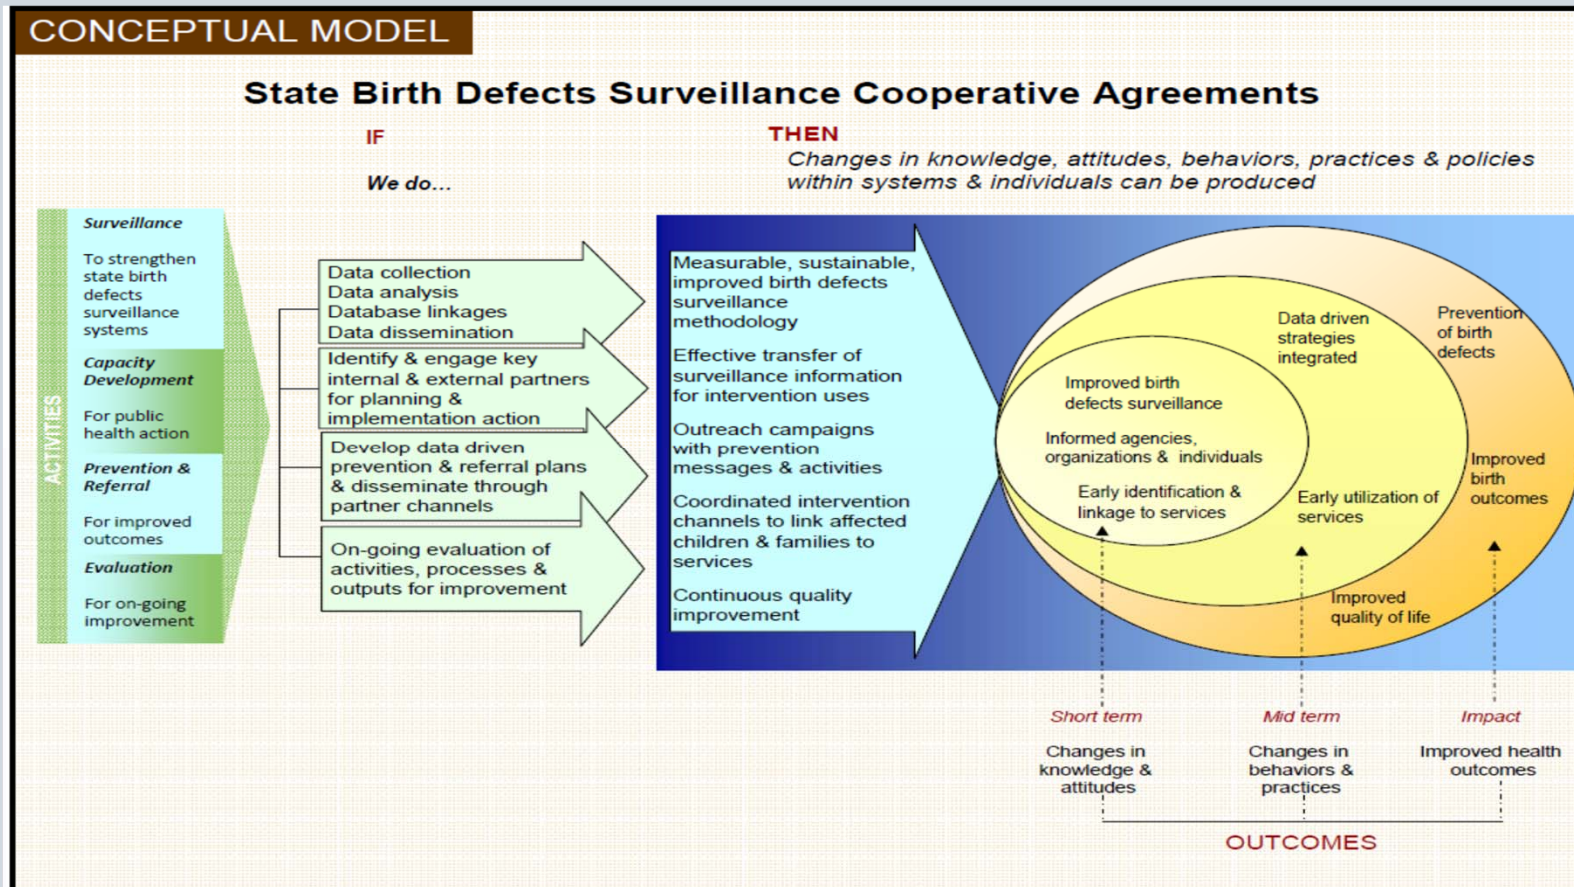 CONCEPTUAL MODEL
State Birth Defects Surveillance Cooperative Agreements
IF
We do...
THEN
Changes in knowledge, attitudes, behaviors, practices & policies
within systems & individuals can be produced
ACTIVITIES
Surveillance
To strengthen
state birth
defects
surveillance
systems
Capacity
Development
For public
health action
Prevention &
Referral
For improved
outcomes
Evaluation
For on-going
improvement
Data collection
Data analysis
Database linkages
Data dissemination
Identify & engage key
internal & external partners
for planning &
implementation action
Develop data driven
prevention & referral plans
& disseminate through
partner channels
On-going evaluation of
activities, processes &
outputs for improvement
Measurable, sustainable,
improved birth defects
surveillance
methodology
Effective transfer of
surveillance information
for intervention uses
Outreach campaigns
with prevention
messages & activities
Coordinated intervention
channels to link affected
children & families to
services
Continuous quality
improvement
Improved birth
defects surveillance
Informed agencies,
organizations & individuals
Early identification &
linkage to services
Data driven
strategies
integrated
Early utilization of
services
Prevention
of birth
defects
Improved
birth
outcomes
Improved
quality of life
Short term
Changes in
knowledge &
attitudes
Mid term
Changes in
behaviors &
practices
Impact
Improved health
outcomes
OUTCOMES